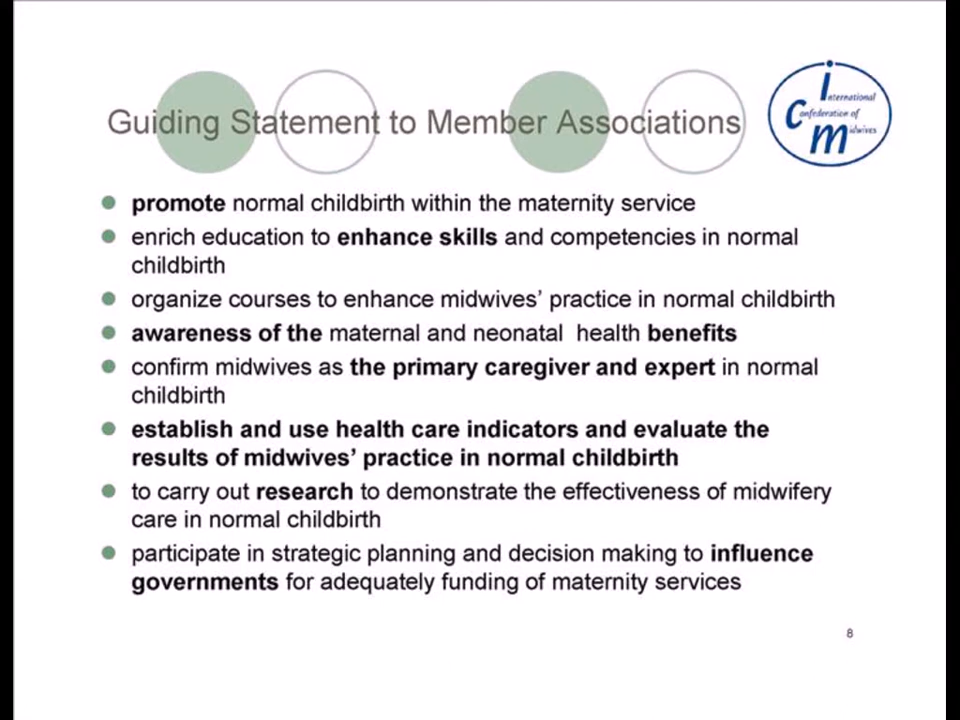 Guiding Statement to Member Associations
International
Confederation of
Midwives
promote normal childbirth within the maternity service
enrich education to enhance skills and competencies in normal
childbirth
organize courses to enhance midwives’ practice in normal childbirth
awareness of the maternal and neonatal health benefits
confirm midwives as the primary caregiver and expert in normal
childbirth
establish and use health care indicators and evaluate the
results of midwives’ practice in normal childbirth
to carry out research to demonstrate the effectiveness of midwifery
care in normal childbirth
participate in strategic planning and decision making to influence
governments for adequately funding of maternity services
8